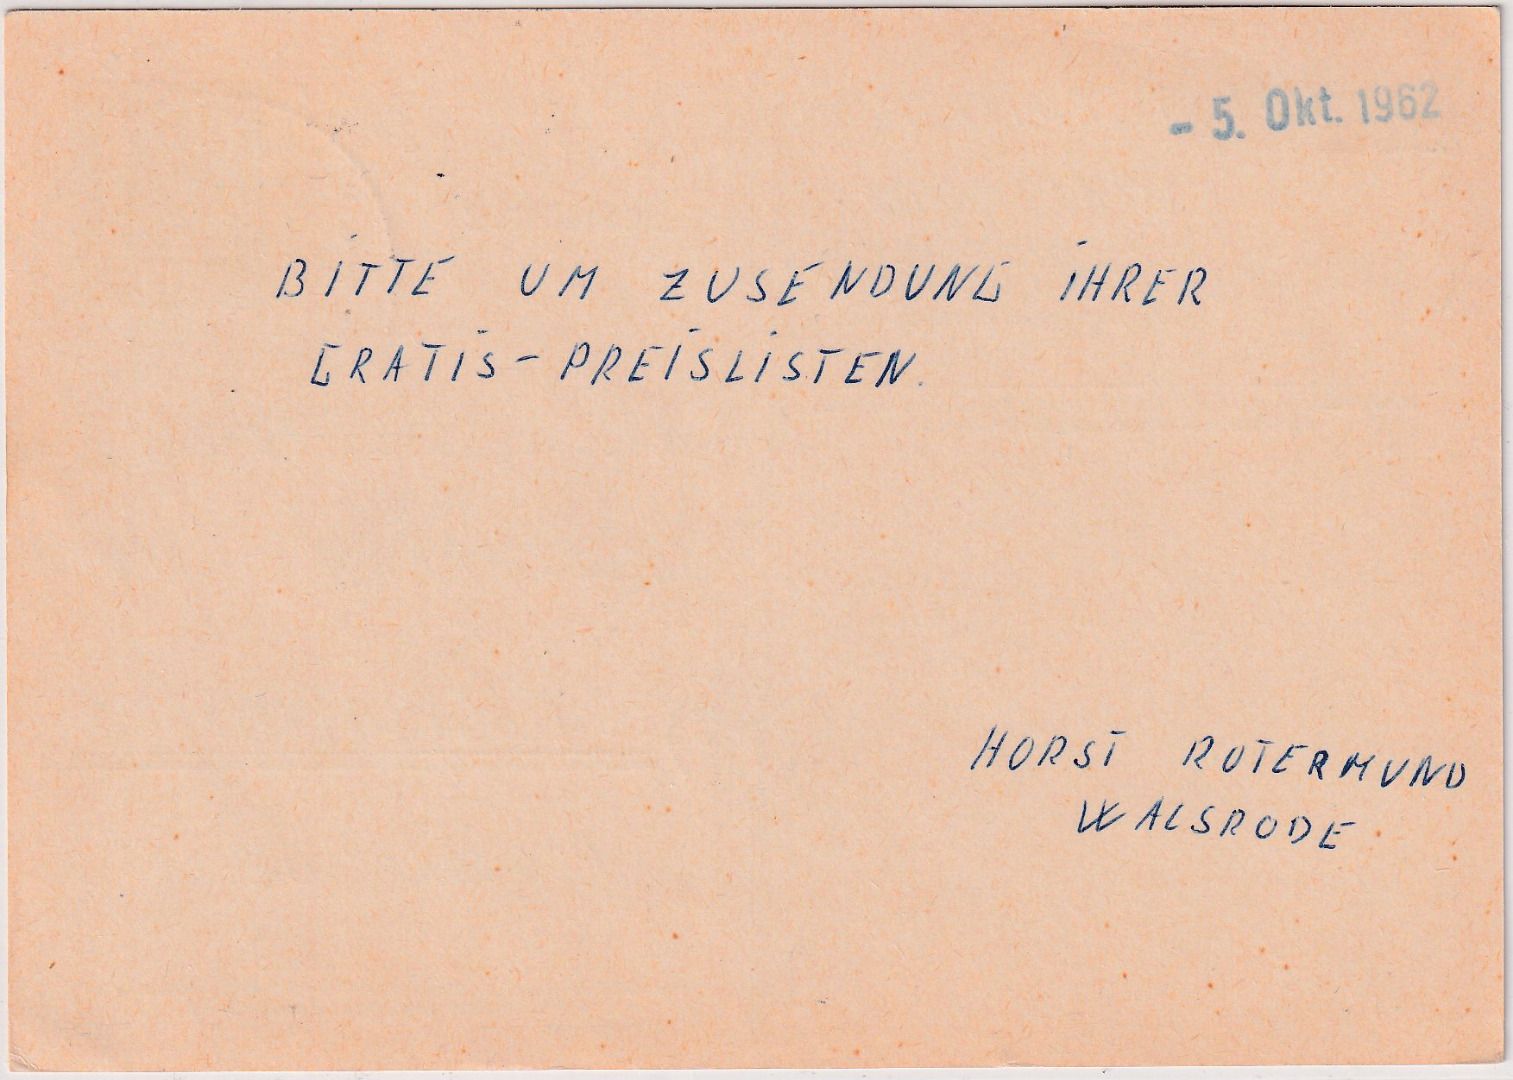 - 5. Okt. 1962
BITTE UM ZUSENDUNG IHRER
GRATIS-PREISLISTEN.
HORST ROTERMUND
WALSRODE